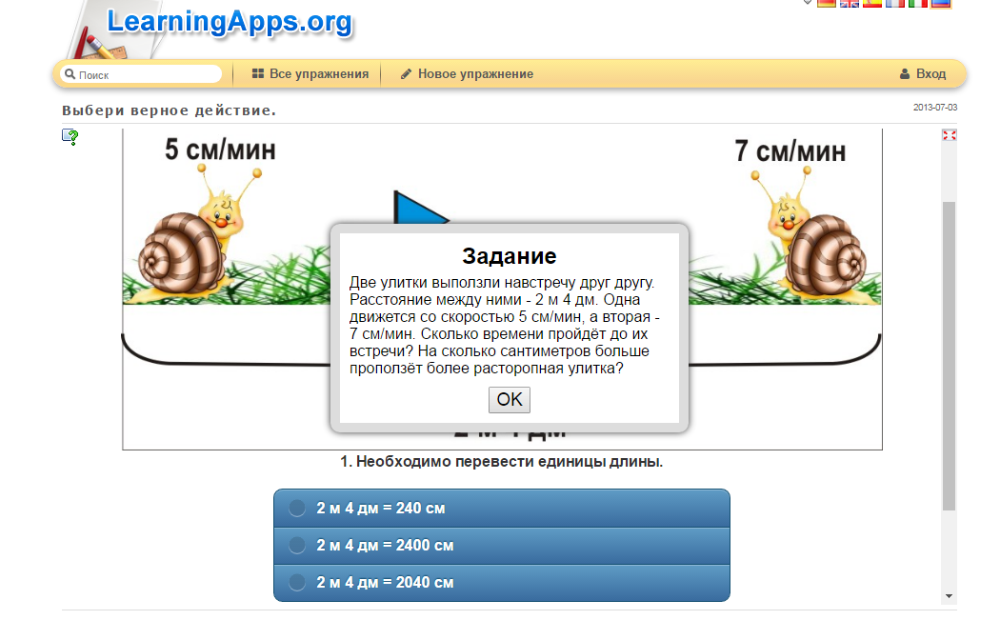 LearningApps.org
Поиск
Все упражнения
Новое упражнение
Вход
Выбери верное действие.
2013-07-03
5 см/мин
7 см/мин
Задание
Две улитки выползли навстречу друг другу.
Расстояние между ними - 2 м 4 дм. Одна
движется со скоростью 5 см/мин, а вторая -
7 см/мин. Сколько времени пройдёт до их
встречи? На сколько сантиметров больше
проползёт более расторопная улитка?
OK
2 м 4 дм
1. Необходимо перевести единицы длины.
2 м 4 дм = 240 см
2 м 4 дм = 2400 см
2 м 4 дм = 2040 см